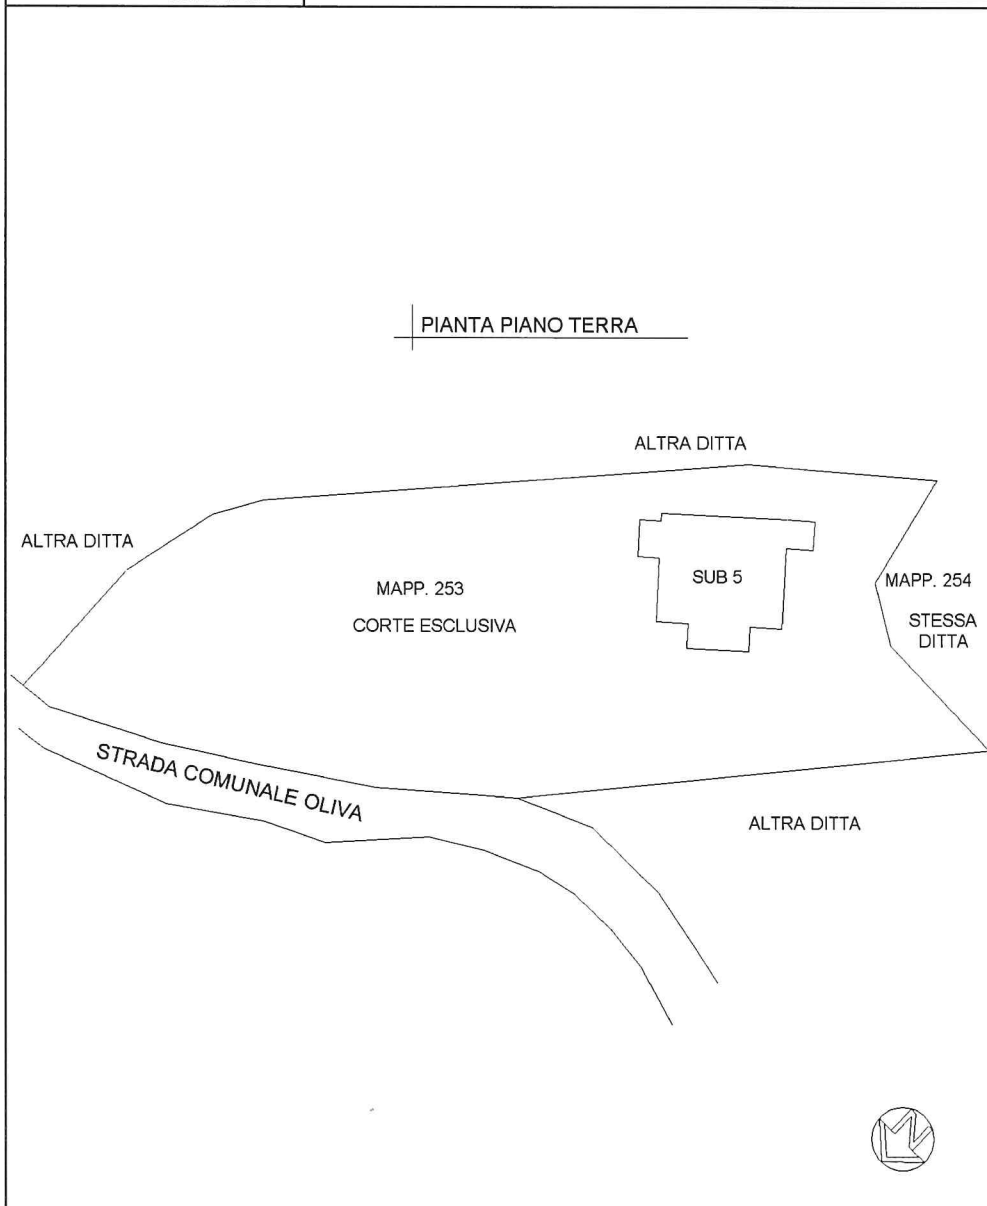 PIANTA PIANO TERRA
ALTRA DITTA
ALTRA DITTA
MAPP. 253
CORTE ESCLUSIVA
SUB 5
MAPP. 254
STESSA
DITTA
STRADA COMUNALE OLIVA
ALTRA DITTA